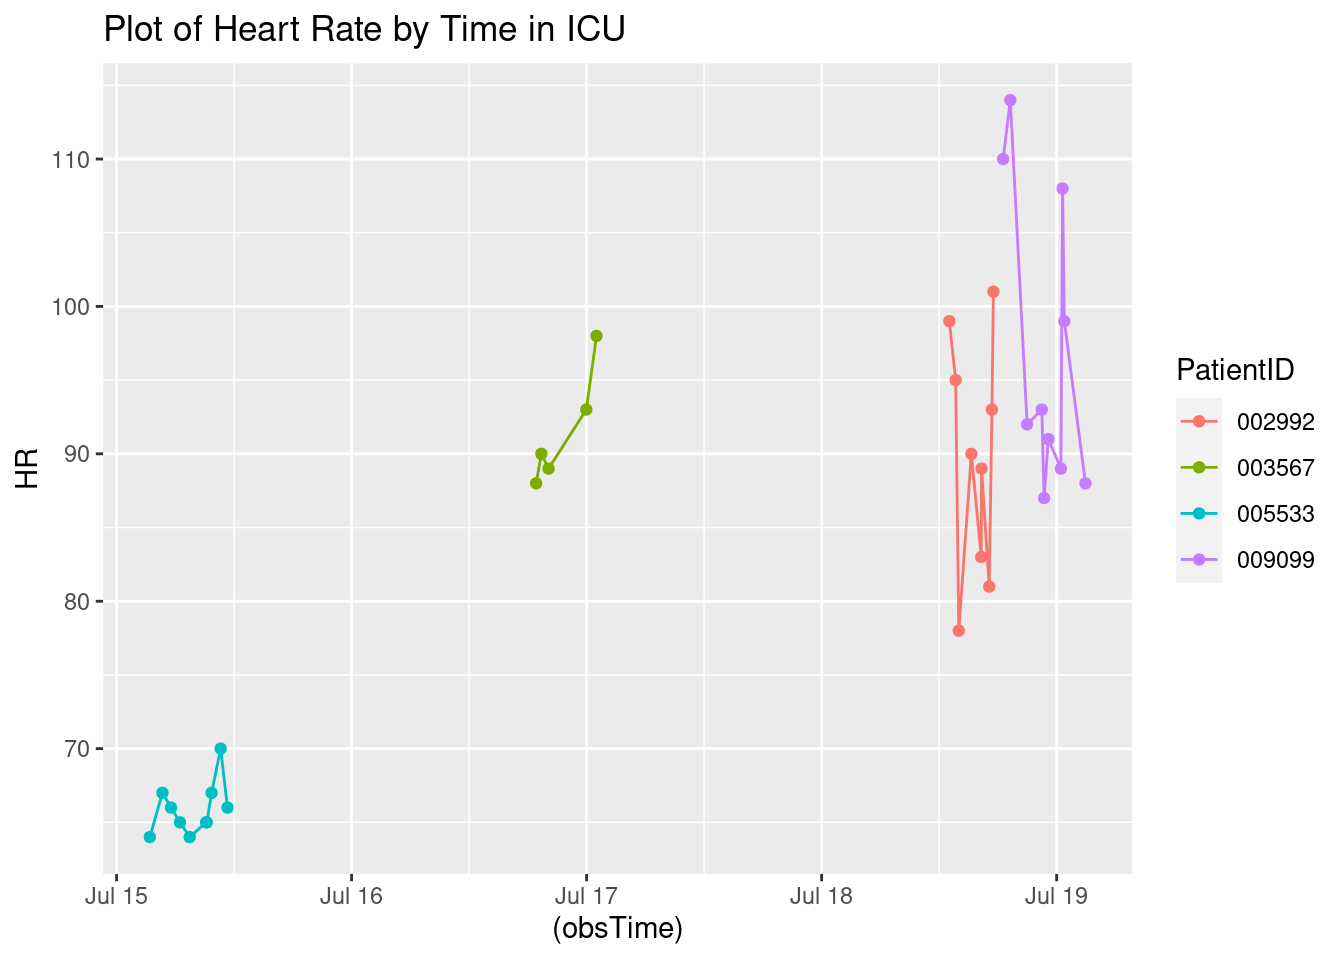 Plot of Heart Rate by Time in ICU
110
100
90
80
70
HR
Jul 15
Jul 16
Jul 17
Jul 18
Jul 19
(obsTime)
PatientID
002992
003567
005533
009099